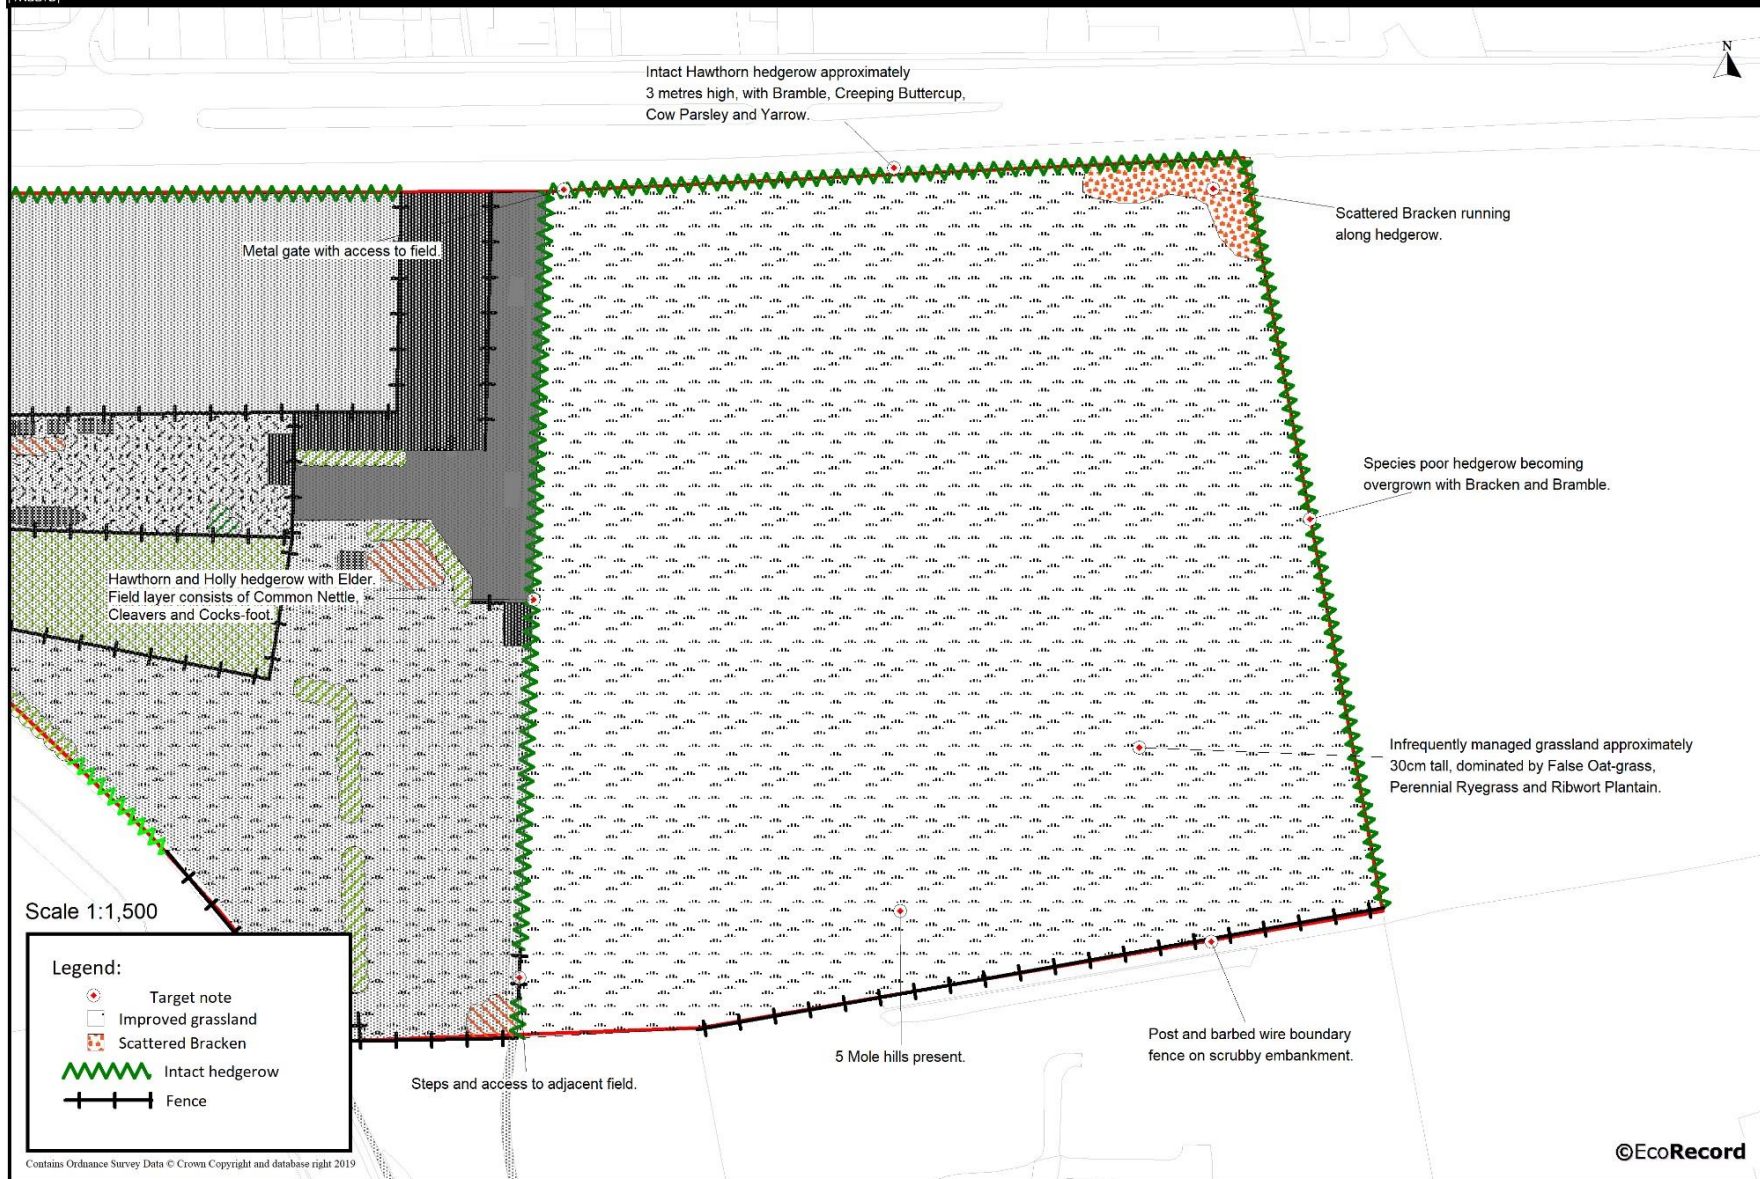 N
Intact Hawthorn hedgerow approximately
3 metres high, with Bramble, Creeping Buttercup,
Cow Parsley and Yarrow.
Metal gate with access to field.
Scattered Bracken running
along hedgerow.
Species poor hedgerow becoming
overgrown with Bracken and Bramble.
Hawthorn and Holly hedgerow with Elder.
Field layer consists of Common Nettle,
Cleavers and Cocks-foot.
Infrequently managed grassland approximately
30cm tall, dominated by False Oat-grass,
Perennial Ryegrass and Ribwort Plantain.
Scale 1:1,500
Legend:
Target note
Improved grassland
Scattered Bracken
Intact hedgerow
Fence
5 Mole hills present.
Post and barbed wire boundary
fence on scrubby embankment.
Steps and access to adjacent field.
Contains Ordnance Survey Data © Crown Copyright and database right 2019
©EcoRecord